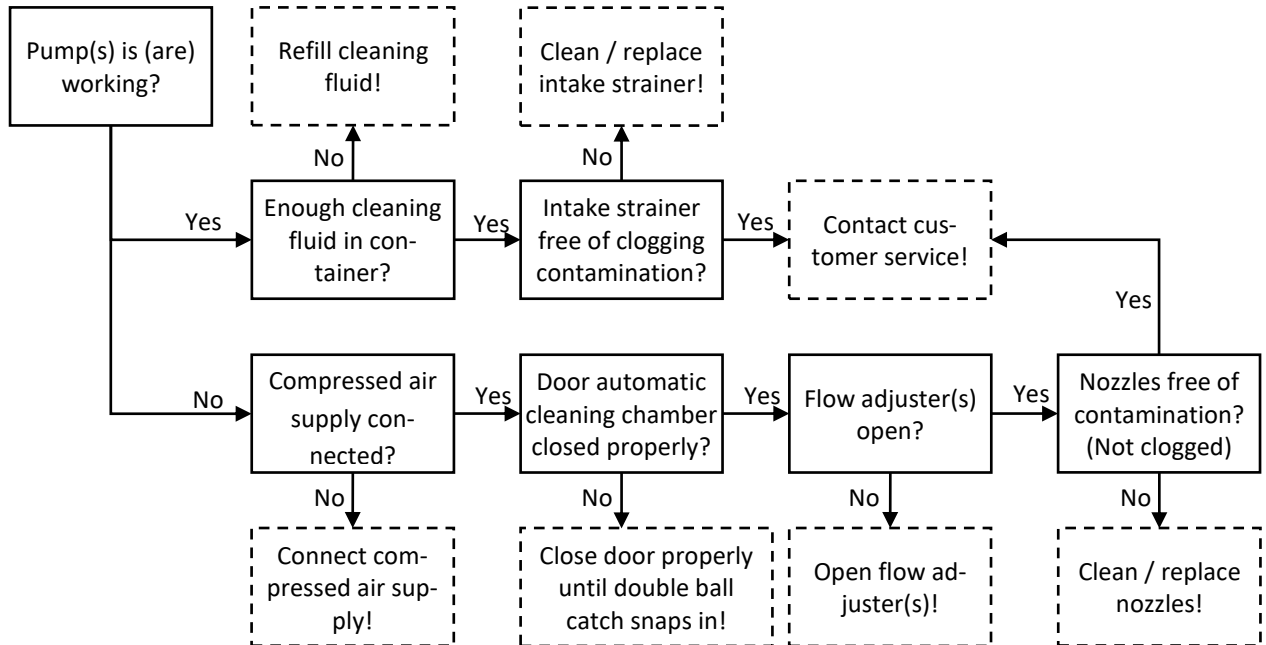 Pump(s) is (are)
working?
Refill cleaning
fluid!
Clean / replace
intake strainer!
No
No
Yes
Enough cleaning
fluid in con-
tainer?
Yes
Intake strainer
free of clogging
contamination?
Yes
Contact cus-
tomer service!
Yes
No
Compressed air
supply con-
nected?
Yes
Door automatic
cleaning chamber
closed properly?
Yes
Flow adjuster(s)
open?
Yes
Nozzles free of
contamination?
(Not clogged)
No
No
No
No
Connect com-
pressed air sup-
ply!
Close door properly
until double ball
catch snaps in!
Open flow ad-
juster(s)!
Clean / replace
nozzles!